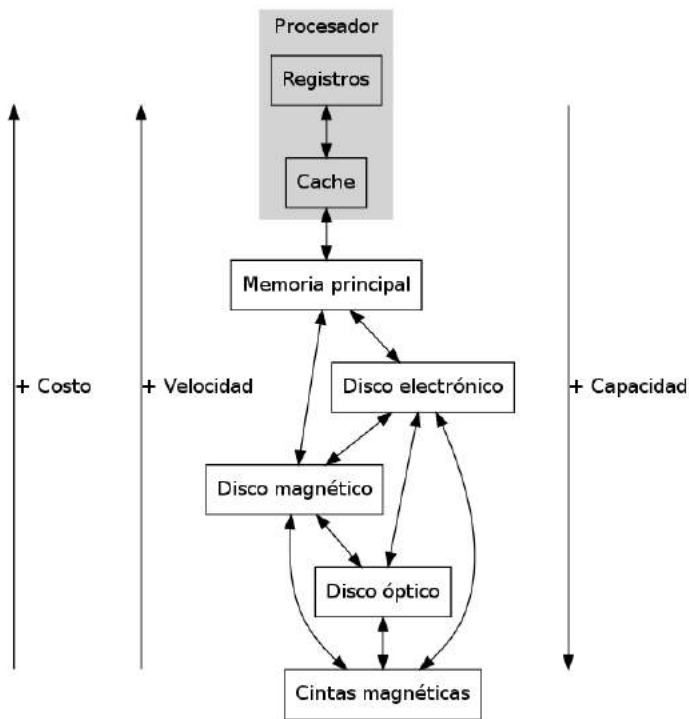 Procesador
Registros
Cache
Memoria principal
+ Costo
+ Velocidad
Disco electrónico
+ Capacidad
Disco magnético
Disco óptico
Cintas magnéticas